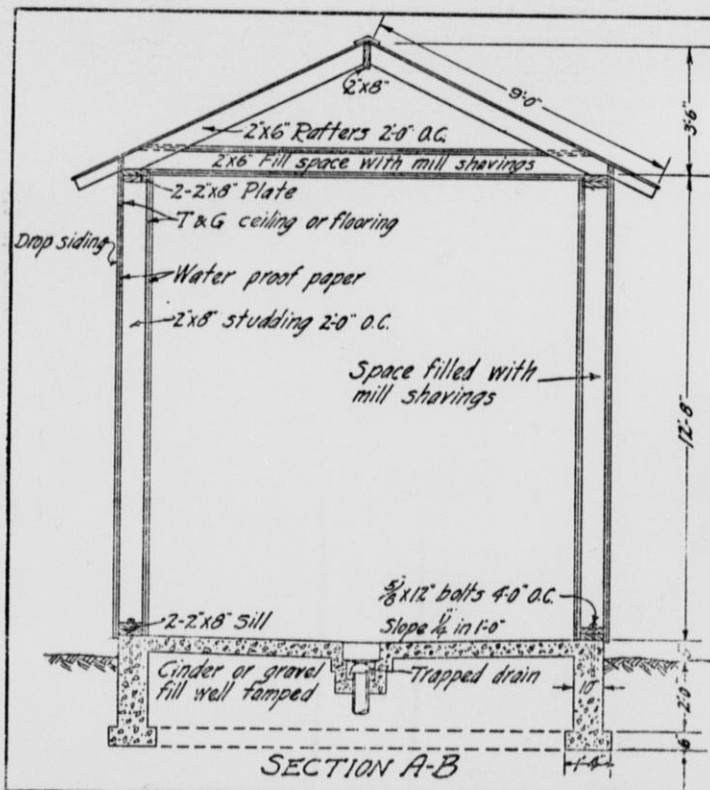 2"x8"
9'-0"
3'-6"
2"x6" Rafters 2'-0" O.C.
2"x6" Fill space with mill shavings
2-2"x8" Plate
T&G ceiling or flooring
Drop siding
Water proof paper
2"x8" studding 2'-0" O.C.
Space filled with
mill shavings
12'-8"
5/8"x12" bolts 4'-0" O.C.
2-2"x8" Sill
Slope 1/4" in 1'-0"
Cinder or gravel
fill well tamped
Trapped drain
10"
2'-0"
6"
1'-4"
SECTION A-B